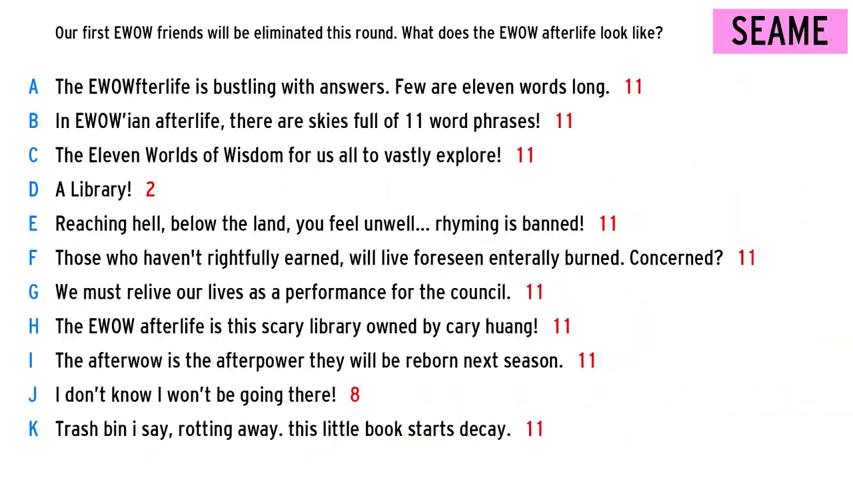 Our first EWOW friends will be eliminated this round. What does the EWOW afterlife look like?
SEAME
A The EWOWfterlife is bustling with answers. Few are eleven words long. 11
B In EWOW'ian afterlife, there are skies full of 11 word phrases! 11
C The Eleven Worlds of Wisdom for us all to vastly explore! 11
D A Library! 2
E Reaching hell, below the land, you feel unwell... rhyming is banned! 11
F Those who haven't rightfully earned, will live foreseen enterally burned. Concerned? 11
G We must relive our lives as a performance for the council. 11
H The EWOW afterlife is this scary library owned by cary huang! 11
I The afterwow is the afterpower they will be reborn next season. 11
J I don't know I won't be going there! 8
K Trash bin i say, rotting away. this little book starts decay. 11